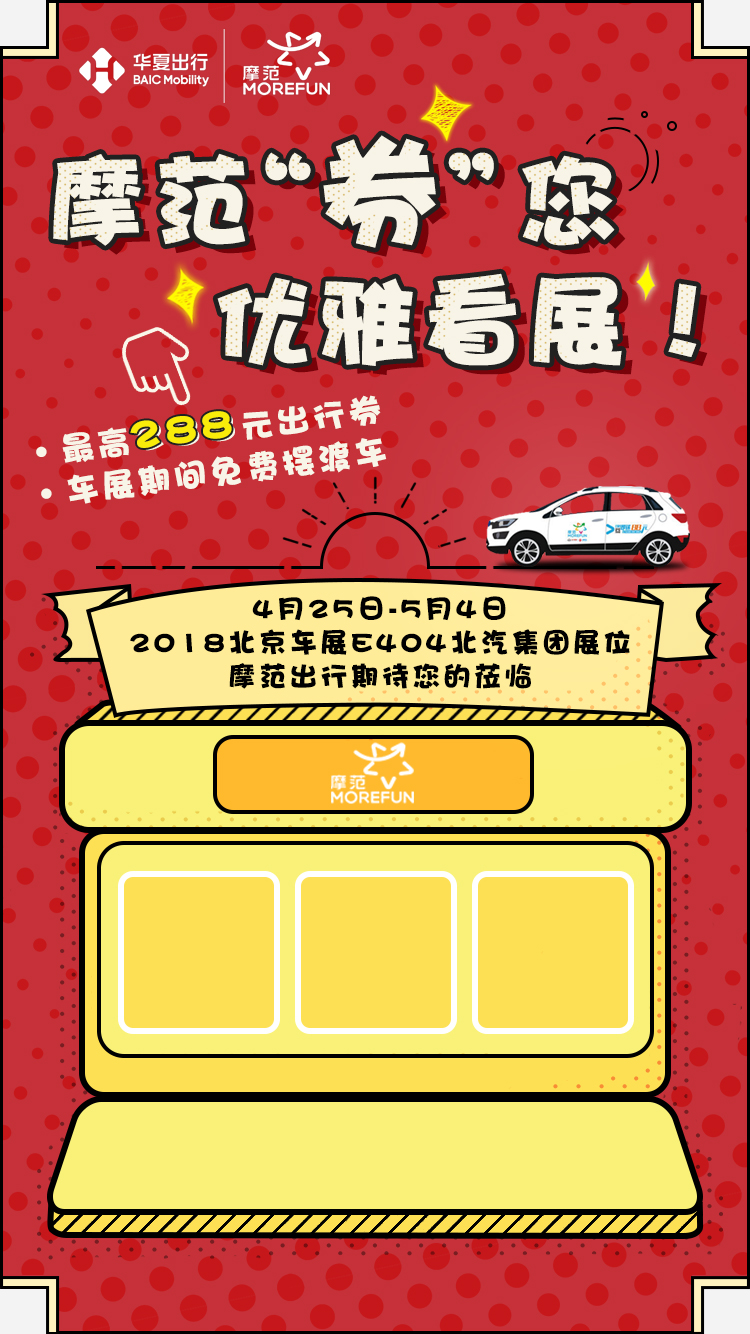 华夏出行
BAIC Mobility
摩范
MOREFUN
摩范“券”您
优雅看展！
·最高288元出行券
·车展期间免费摆渡车
摩范
MOREFUN
4月25日-5月4日
2018北京车展E404北汽集团展位
摩范出行期待您的莅临
摩范
MOREFUN